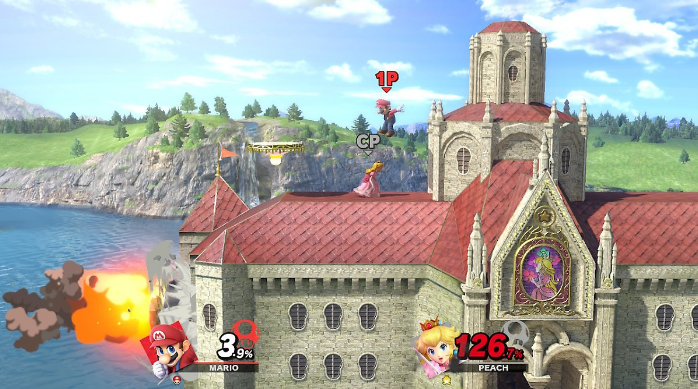 1P
CP
3.9%
MARIO
126.7%
PEACH